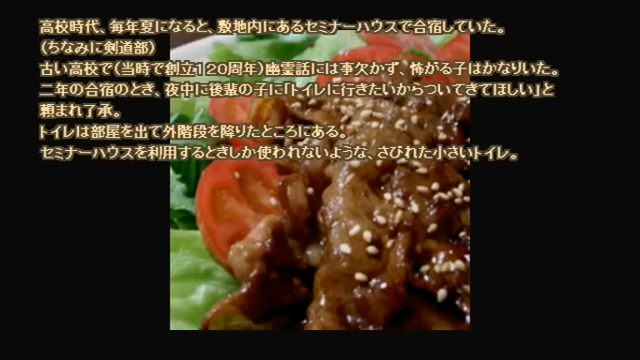 高校時代、毎年夏になると、敷地内にあるセミナーハウスで合宿していた。
（ちなみに剣道部）
古い高校で（当時で創立１２０周年）幽霊話には事欠かず、怖がる子はかなりいた。
二年の合宿のとき、夜中に後輩の子に「トイレに行きたいからついてきてほしい」と
頼まれ了承。
トイレは部屋を出て外階段を降りたところにある。
セミナーハウスを利用するときしか使われないような、さびれた小さいトイレ。